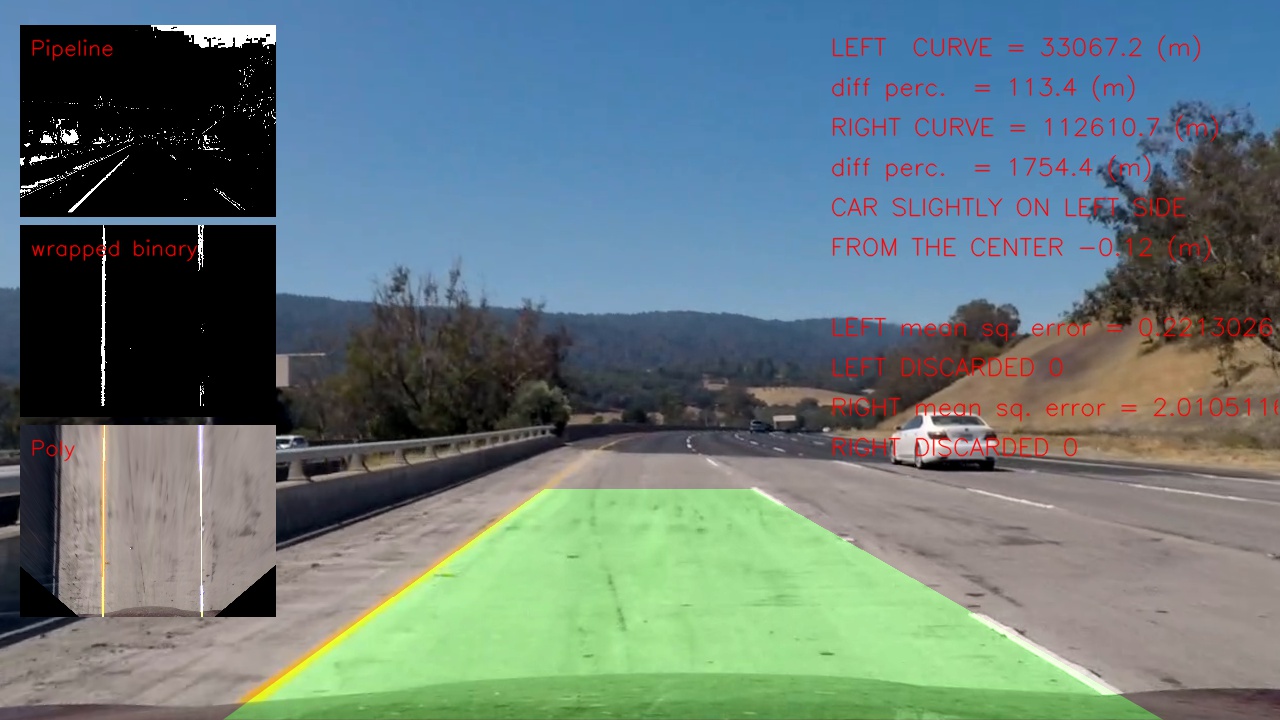 Pipeline
wrapped binary
Poly
LEFT CURVE = 33067.2 (m)
diff perc. = 113.4 (m)
RIGHT CURVE = 112610.7 (m)
diff perc. = 1754.4 (m)
CAR SLIGHTLY ON LEFT SIDE
FROM THE CENTER -0.12 (m)
LEFT mean sq. error = 0.2213026
LEFT DISCARDED 0
RIGHT mean sq. error = 2.0105116
RIGHT DISCARDED 0